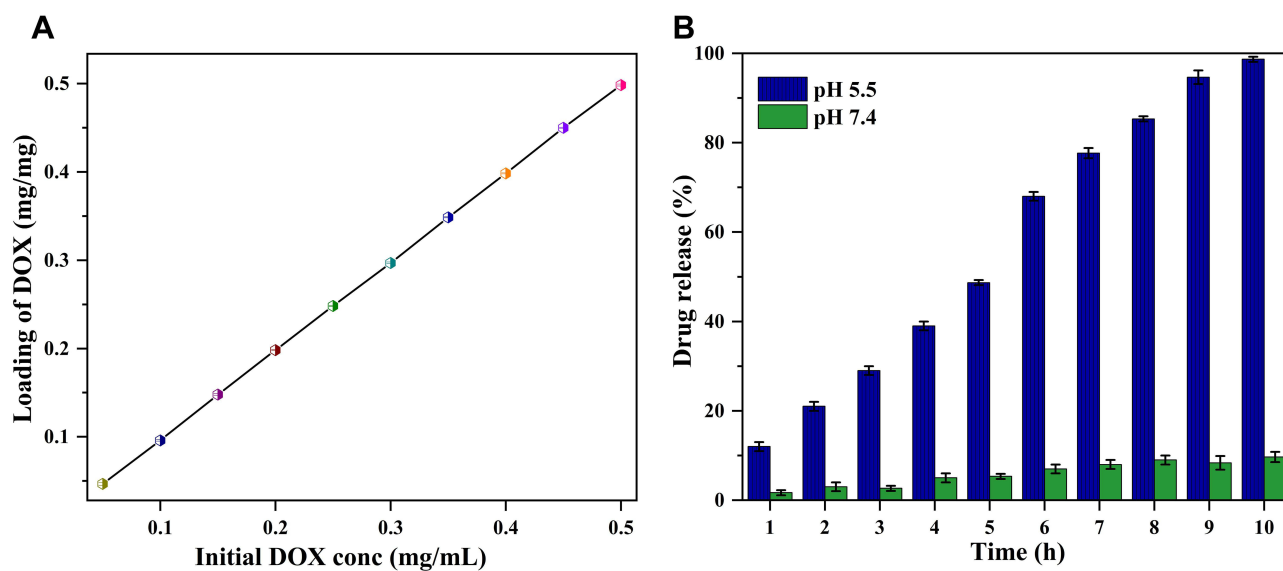 A
Loading of DOX (mg/mg)
0.5
0.4
0.3
0.2
0.1
0.1 0.2 0.3 0.4 0.5
Initial DOX conc (mg/mL)
B
Drug release (%)
100
80
60
40
20
0
pH 5.5
pH 7.4
1 2 3 4 5 6 7 8 9 10
Time (h)